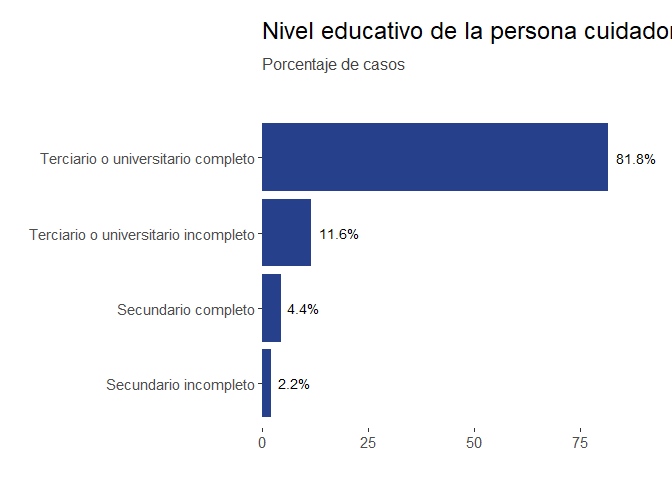 Nivel educativo de la persona cuidador
Porcentaje de casos
Terciario o universitario completo
81.8%
Terciario o universitario incompleto
11.6%
Secundario completo
4.4%
Secundario incompleto
2.2%
0 25 50 75